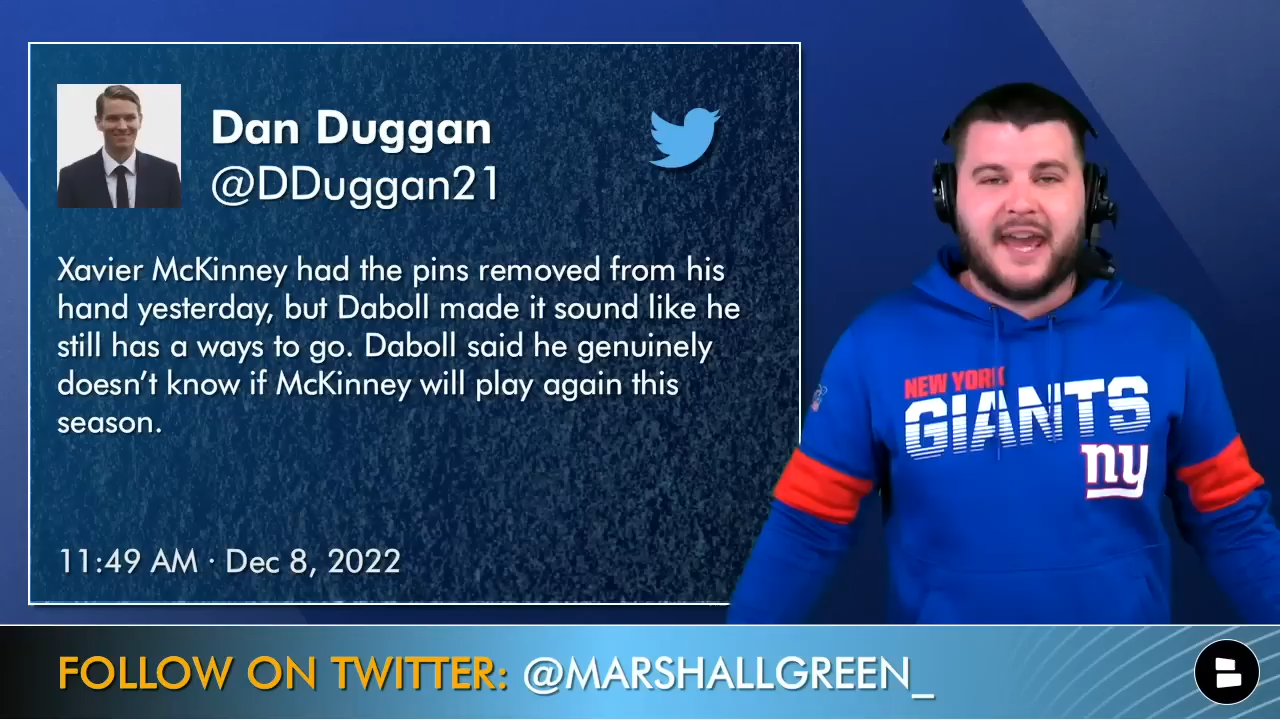 Dan Duggan
@DDuggan21
Xavier McKinney had the pins removed from his
hand yesterday, but Daboll made it sound like he
still has a ways to go. Daboll said he genuinely
doesn't know if McKinney will play again this
season.
11:49 AM · Dec 8, 2022
NEW YORK
GIANTS
ny
FOLLOW ON TWITTER: @MARSHALLGREEN_